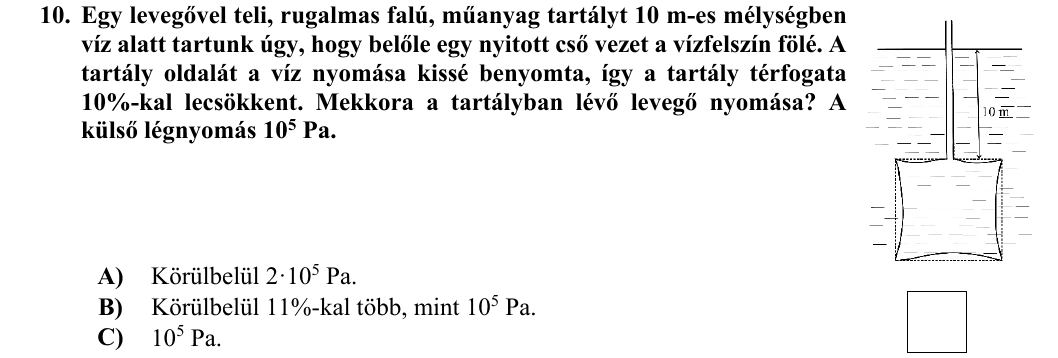 10. Egy levegővel teli, rugalmas falú, műanyag tartályt 10 m-es mélységben
víz alatt tartunk úgy, hogy belőle egy nyitott cső vezet a vízfelszín fölé. A
tartály oldalát a víz nyomása kissé benyomta, így a tartály térfogata
10%-kal lecsökkent. Mekkora a tartályban lévő levegő nyomása? A
külső légnyomás 10⁵ Pa.
10 m
A) Körülbelül 2·10⁵ Pa.
B) Körülbelül 11%-kal több, mint 10⁵ Pa.
C) 10⁵ Pa.